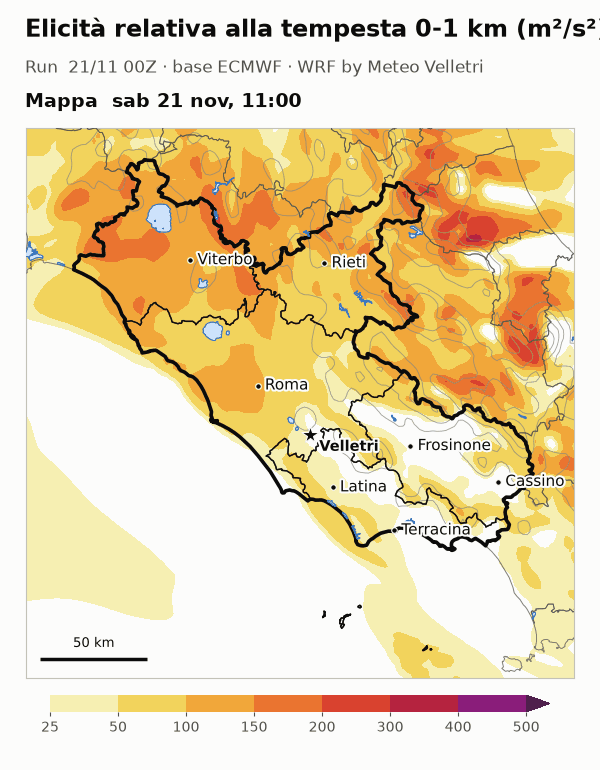 Elicità relativa alla tempesta 0-1 km (m²/s²)
Run 21/11 00Z · base ECMWF · WRF by Meteo Velletri
Mappa sab 21 nov, 11:00
Viterbo
Rieti
Roma
Velletri
Frosinone
Cassino
Latina
Terracina
50 km
25 50 100 150 200 300 400 500